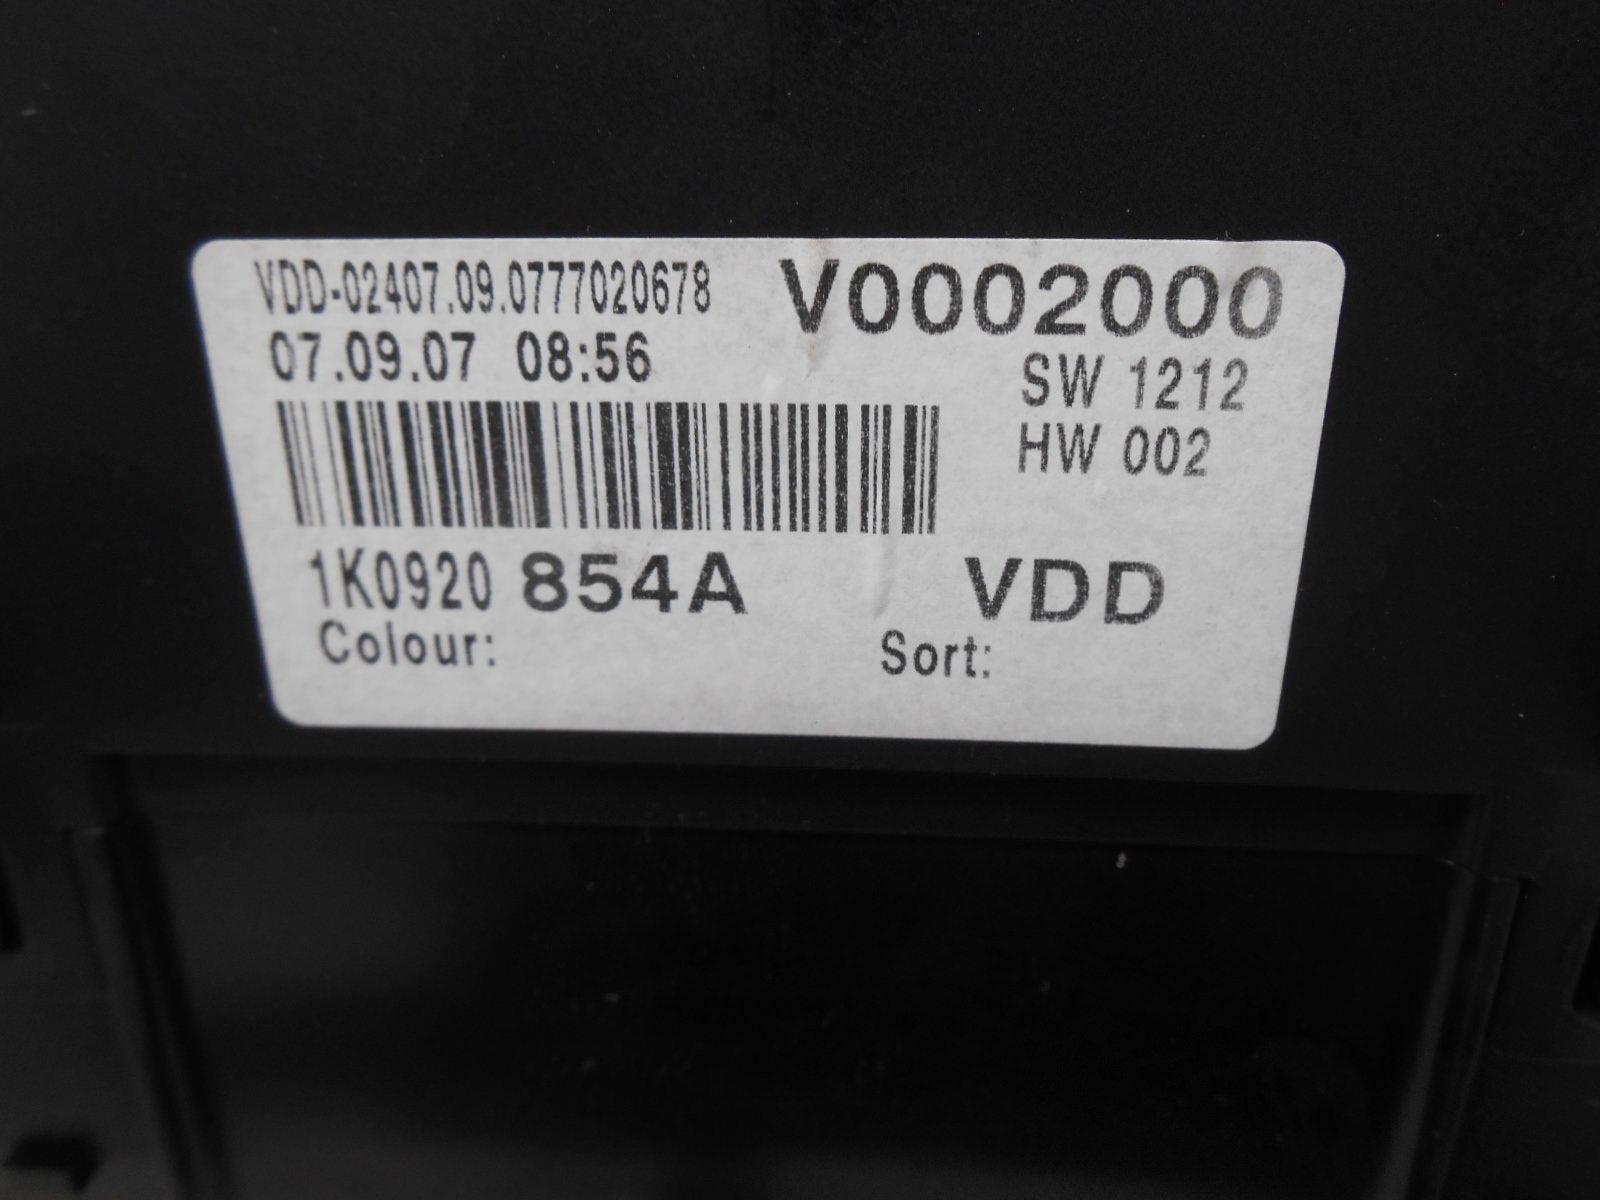 VDD-02407.09.0777020678 V0002000
07.09.07 08:56 SW 1212
HW 002
1K0920 854A VDD
Colour: Sort: